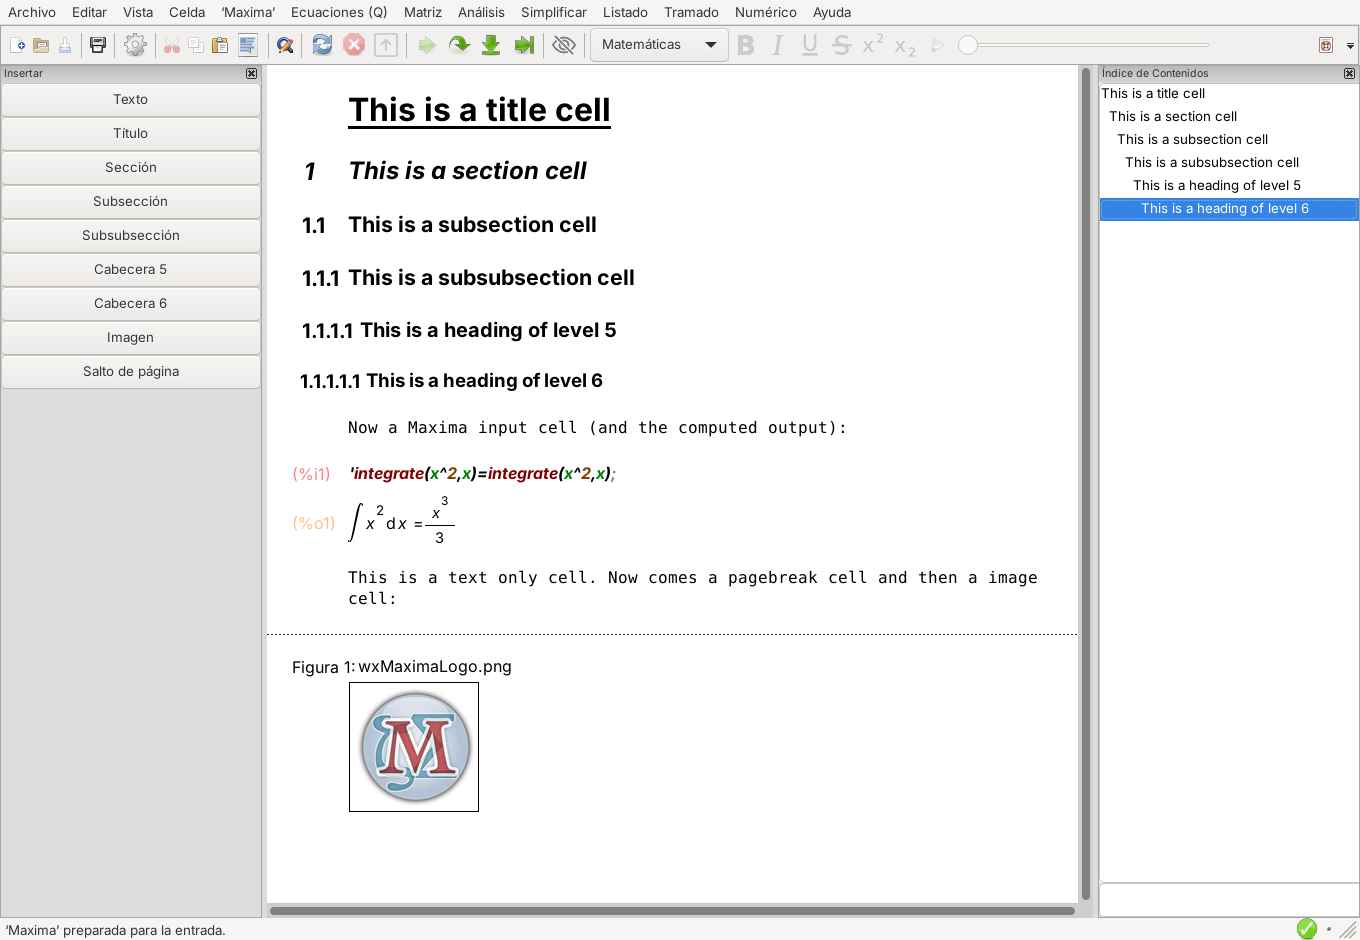 Archivo Editar Vista Celda ‘Maxima’ Ecuaciones (Q) Matriz Análisis Simplificar Listado Tramado Numérico Ayuda
Matemáticas B I U S x² x₂
Insertar
Texto
Título
Sección
Subsección
Subsubsección
Cabecera 5
Cabecera 6
Imagen
Salto de página
This is a title cell
1 This is a section cell
1.1 This is a subsection cell
1.1.1 This is a subsubsection cell
1.1.1.1 This is a heading of level 5
1.1.1.1.1 This is a heading of level 6
Now a Maxima input cell (and the computed output):
(%i1) 'integrate(x^2,x)=integrate(x^2,x);
(%o1) ∫x²dx = x³/3
This is a text only cell. Now comes a pagebreak cell and then a image
cell:
Figura 1: wxMaximaLogo.png
M
Índice de Contenidos
This is a title cell
This is a section cell
This is a subsection cell
This is a subsubsection cell
This is a heading of level 5
This is a heading of level 6
‘Maxima’ preparada para la entrada.